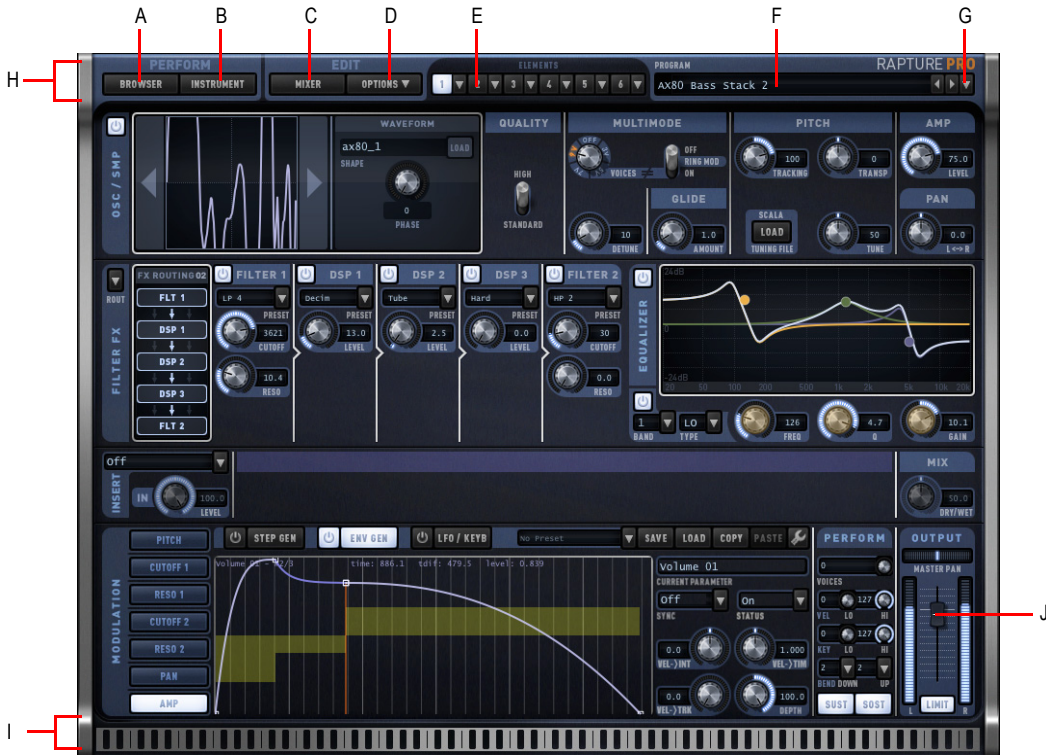 A
B
C
D
E
F
G
H
PERFORM
EDIT
ELEMENTS
PROGRAM
RAPTURE PRO
BROWSER
INSTRUMENT
MIXER
OPTIONS
1
2
3
4
5
6
AX80 Bass Stack 2
OSC / SMP
WAVEFORM
ax80_1
LOAD
SHAPE
0
PHASE
QUALITY
HIGH
STANDARD
MULTIMODE
OFF
VOICES
OFF
RING MOD
ON
10
DETUNE
GLIDE
1.0
AMOUNT
PITCH
100
TRACKING
0
TRANSP
SCALA
LOAD
TUNING FILE
50
TUNE
AMP
75.0
LEVEL
PAN
0.0
L<->R
FILTER FX
ROUT
FX ROUTING 02
FLT 1
DSP 1
DSP 2
DSP 3
FLT 2
FILTER 1
LP 4
PRESET
3621
CUTOFF
10.4
RESO
DSP 1
Decim
PRESET
13.0
LEVEL
DSP 2
Tube
PRESET
2.5
LEVEL
DSP 3
Hard
PRESET
0.0
LEVEL
FILTER 2
HP 2
PRESET
30
CUTOFF
0.0
RESO
EQUALIZER
24dB
0
-24dB
20 50 100 200 500 1k 2k 5k 10k 20k
1
BAND
LO
TYPE
126
FREQ
4.7
Q
10.1
GAIN
INSERT
Off
IN
100.0
LEVEL
MIX
50.0
DRY/WET
MODULATION
PITCH
CUTOFF 1
RESO 1
CUTOFF 2
RESO 2
PAN
AMP
STEP GEN
ENV GEN
LFO / KEYB
No Preset
SAVE
LOAD
COPY
PASTE
Volume 01 - 2/3 time: 886.1 tdif: 479.5 level: 0.839
Volume 01
CURRENT PARAMETER
Off
SYNC
On
STATUS
0.0
VEL->INT
1.000
VEL->TIM
0.0
VEL->TRK
100.0
DEPTH
PERFORM
0
VOICES
0
127
VEL LO HI
0
127
KEY LO HI
2
2
BEND DOWN UP
SUST
SOST
OUTPUT
MASTER PAN
L
LIMIT
R
J
I